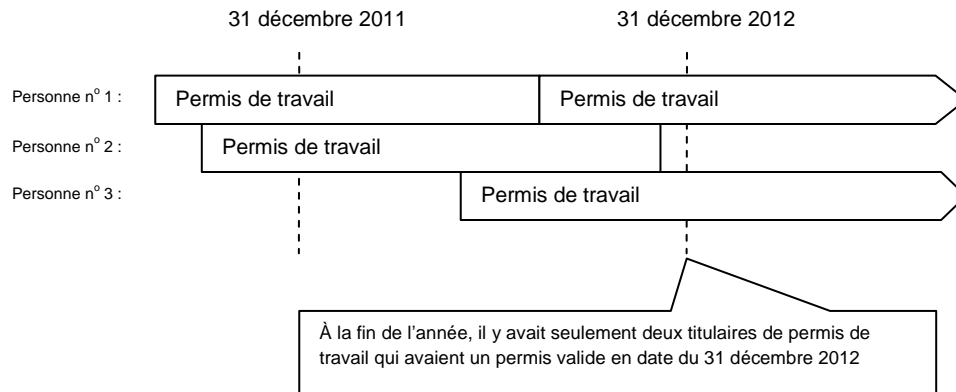 31 décembre 2011 31 décembre 2012
Personne nº 1 : Permis de travail Permis de travail
Personne nº 2 : Permis de travail
Personne nº 3 : Permis de travail
À la fin de l’année, il y avait seulement deux titulaires de permis de
travail qui avaient un permis valide en date du 31 décembre 2012